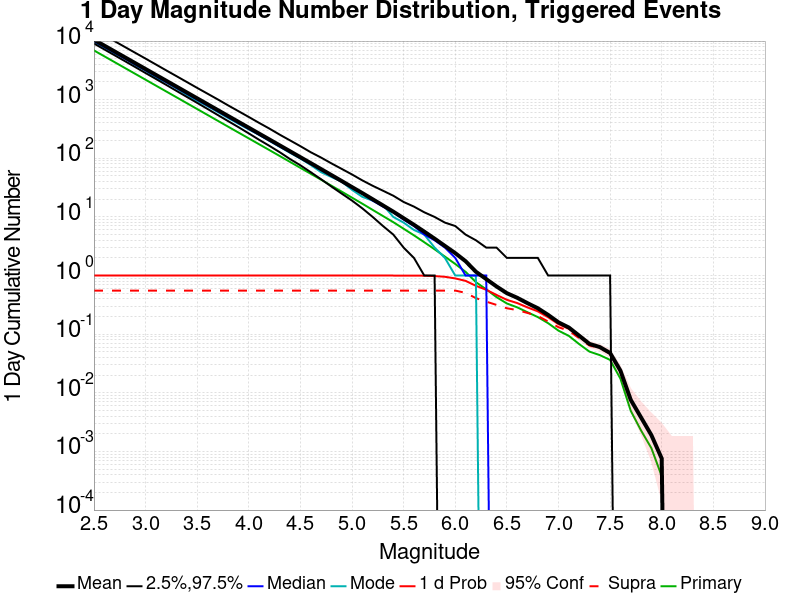 1 Day Magnitude Number Distribution, Triggered Events
1 Day Cumulative Number
10^4
10^3
10^2
10^1
10^0
10^-1
10^-2
10^-3
10^-4
2.5 3.0 3.5 4.0 4.5 5.0 5.5 6.0 6.5 7.0 7.5 8.0 8.5 9.0
Magnitude
Mean 2.5%,97.5% Median Mode 1 d Prob 95% Conf Supra Primary